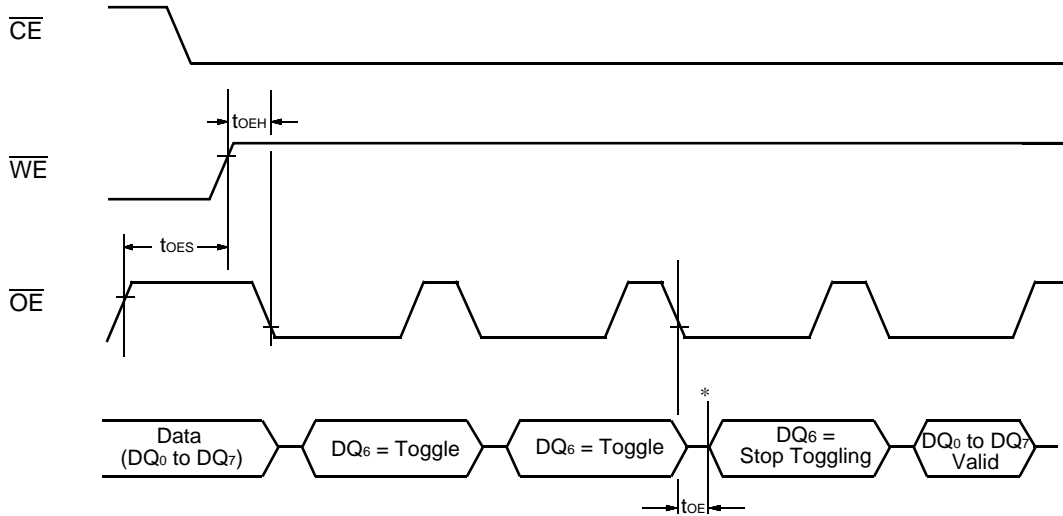 CE
tOEH
WE
tOES
OE
*
Data
(DQ0 to DQ7)
DQ6 = Toggle
DQ6 = Toggle
DQ6 =
Stop Toggling
DQ0 to DQ7
Valid
tOE